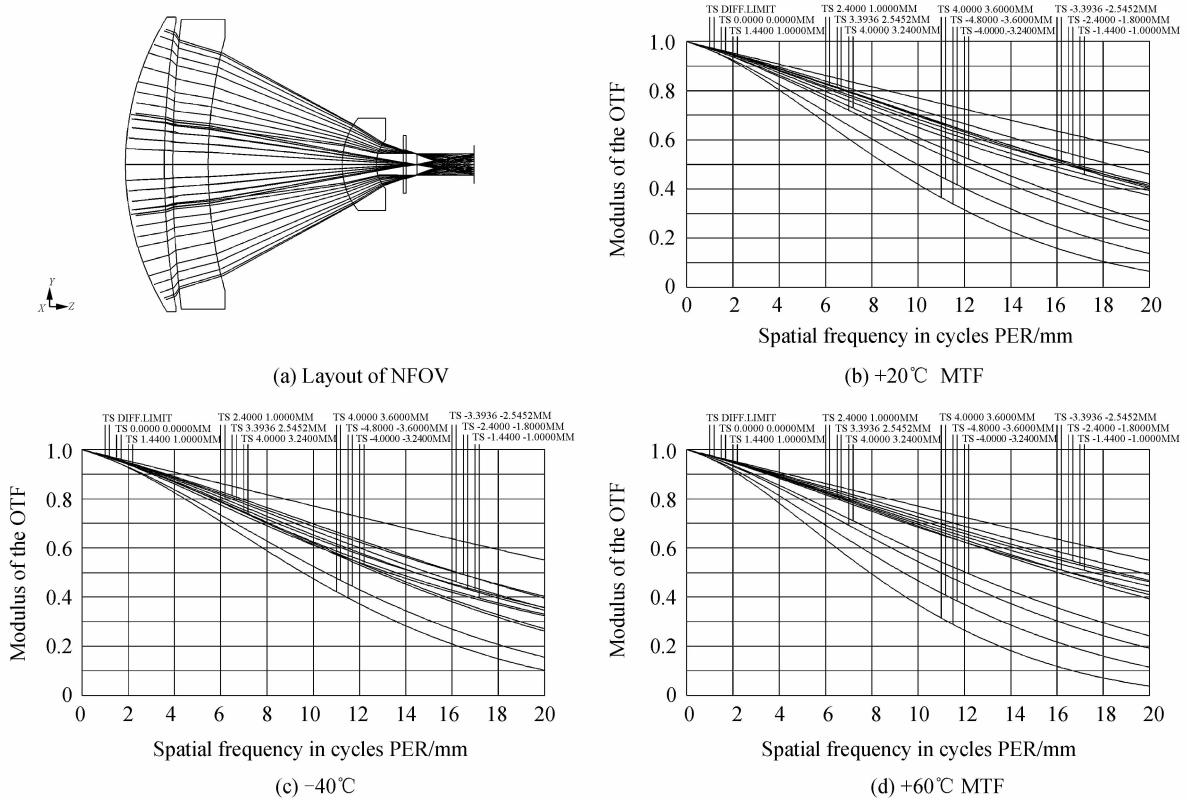 Y
X
Z
(a) Layout of NFOV
TS DIFF.LIMIT
TS 0.0000 0.0000MM
TS 1.4400 1.0000MM
TS 2.4000 1.0000MM
TS 3.3936 2.5452MM
TS 4.0000 3.2400MM
TS 4.0000 3.6000MM
TS -4.8000 -3.6000MM
TS -4.0000.-3.2400MM
TS -3.3936 -2.5452MM
TS -2.4000 -1.8000MM
TS -1.4400 -1.0000MM
Modulus of the OTF
1.0
0.8
0.6
0.4
0.2
0
0 2 4 6 8 10 12 14 16 18 20
Spatial frequency in cycles PER/mm
(b) +20℃ MTF
TS DIFF.LIMIT
TS 0.0000 0.0000MM
TS 1.4400 1.0000MM
TS 2.4000 1.0000MM
TS 3.3936 2.5452MM
TS 4.0000 3.2400MM
TS 4.0000 3.6000MM
TS -4.8000 -3.6000MM
TS -4.0000 -3.2400MM
TS -3.3936 -2.5452MM
TS -2.4000 -1.8000MM
TS -1.4400 -1.0000MM
Modulus of the OTF
1.0
0.8
0.6
0.4
0.2
0
0 2 4 6 8 10 12 14 16 18 20
Spatial frequency in cycles PER/mm
(c) −40℃
TS DIFF.LIMIT
TS 0.0000 0.0000MM
TS 1.4400 1.0000MM
TS 2.4000 1.0000MM
TS 3.3936 2.5452MM
TS 4.0000 3.2400MM
TS 4.0000 3.6000MM
TS -4.8000 -3.6000MM
TS -4.0000 -3.2400MM
TS -3.3936 -2.5452MM
TS -2.4000 -1.8000MM
TS -1.4400 -1.0000MM
Modulus of the OTF
1.0
0.8
0.6
0.4
0.2
0
0 2 4 6 8 10 12 14 16 18 20
Spatial frequency in cycles PER/mm
(d) +60℃ MTF